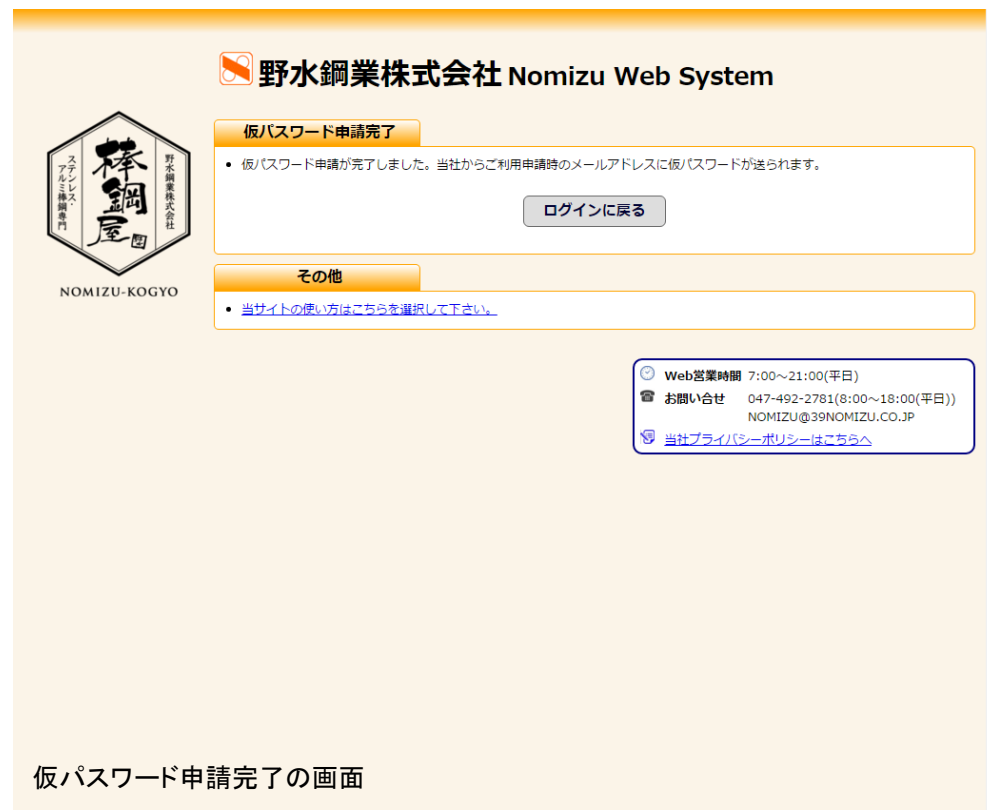 野水鋼業株式会社 Nomizu Web System
野水鋼業株式会社
棒鋼屋
ステンレス・
アルミ棒鋼専門
NOMIZU-KOGYO
仮パスワード申請完了
仮パスワード申請が完了しました。当社からご利用申請時のメールアドレスに仮パスワードが送られます。
ログインに戻る
その他
当サイトの使い方はこちらを選択して下さい。
Web営業時間 7:00～21:00(平日)
お問い合せ 047-492-2781(8:00～18:00(平日))
NOMIZU@39NOMIZU.CO.JP
当社プライバシーポリシーはこちらへ
仮パスワード申請完了の画面